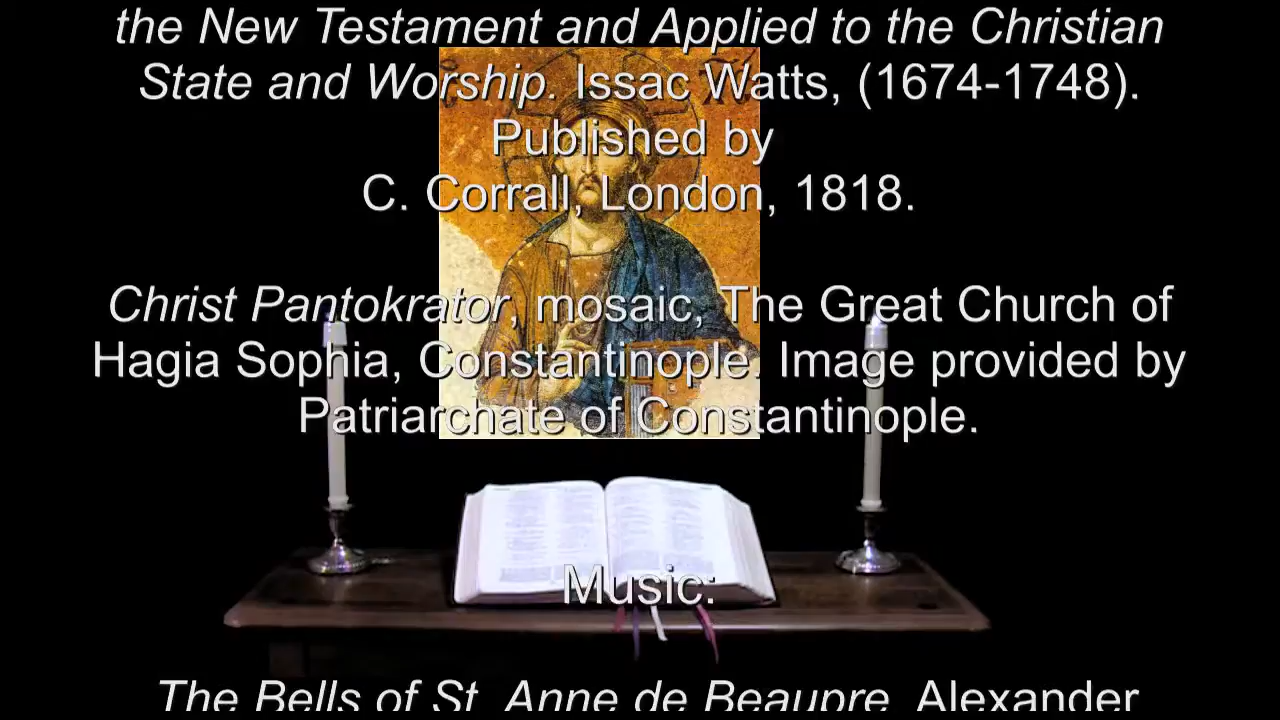 the New Testament and Applied to the Christian
State and Worship. Issac Watts, (1674-1748).
Published by
C. Corrall, London, 1818.
Christ Pantokrator, mosaic, The Great Church of
Hagia Sophia, Constantinople. Image provided by
Patriarchate of Constantinople.
Music:
The Bells of St. Anne de Beaupre, Alexander